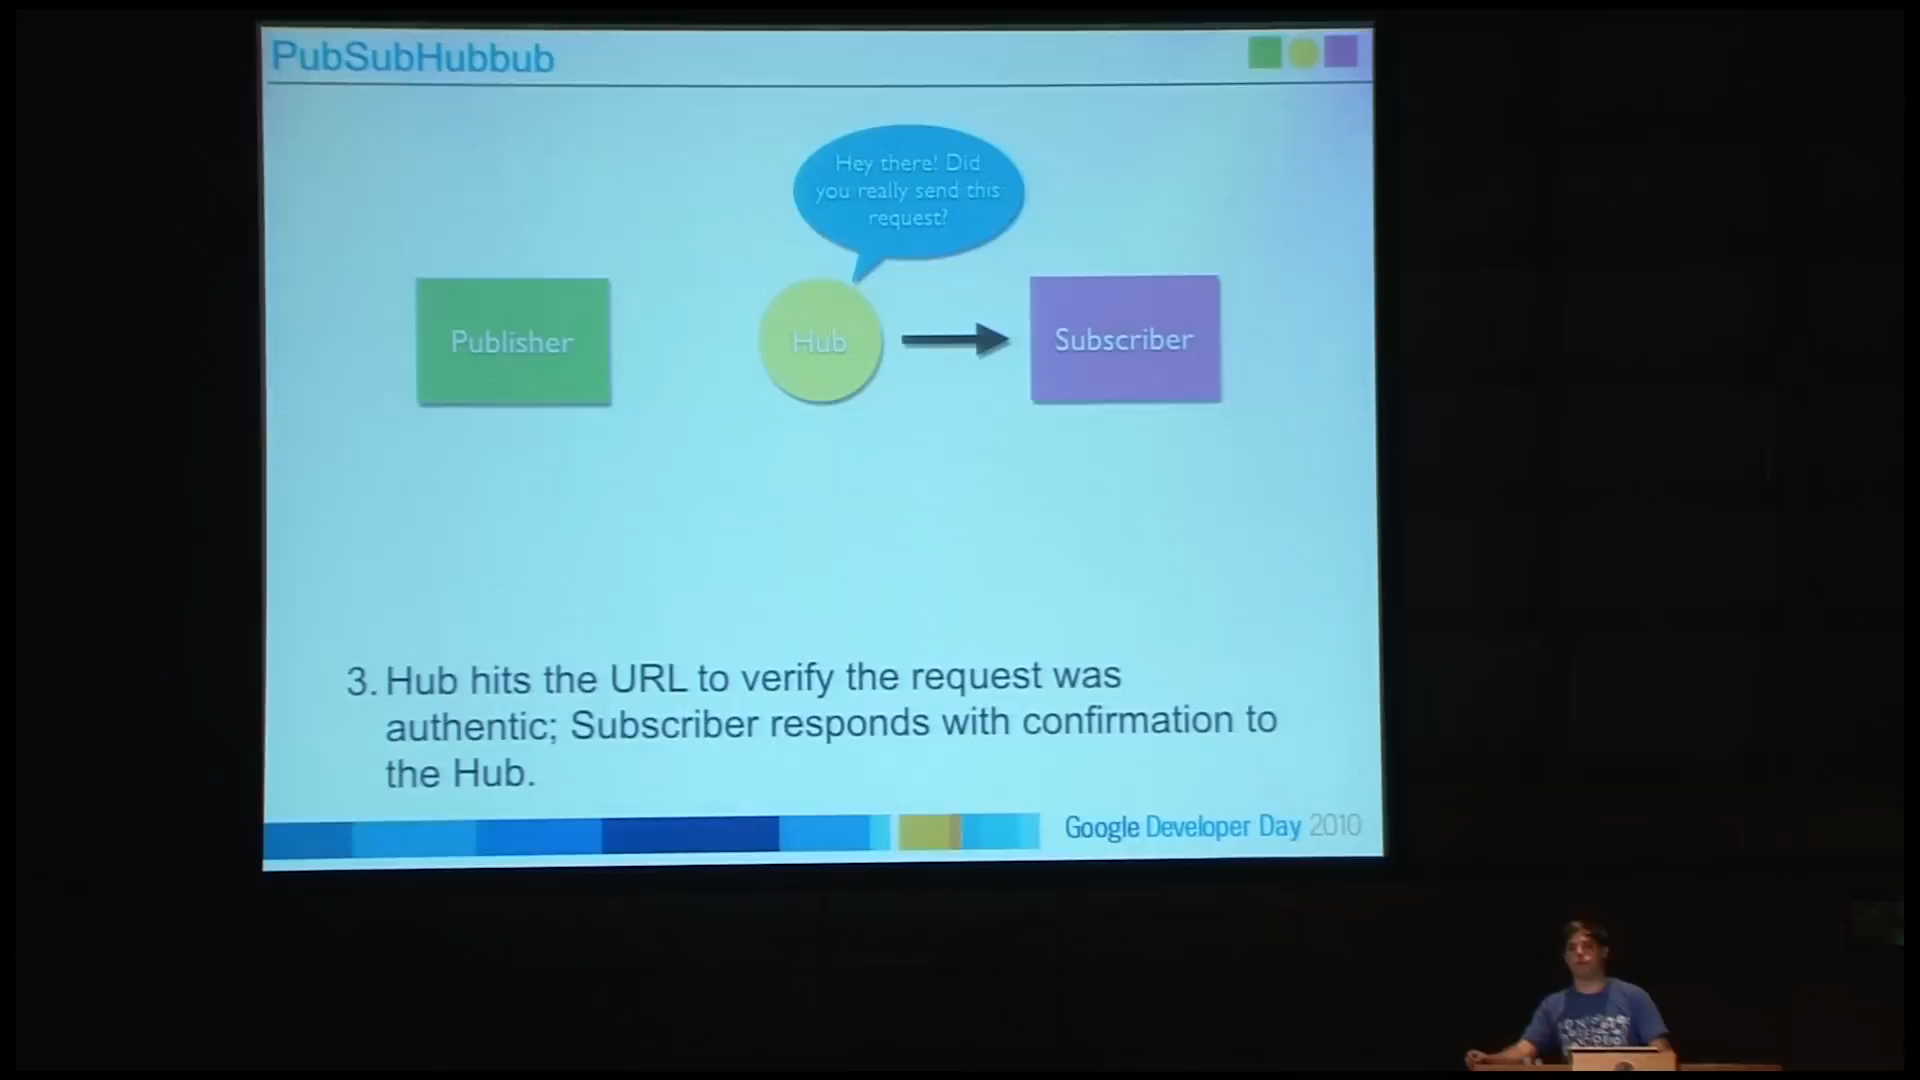 PubSubHubbub
Hey there! Did
you really send this
request?
Publisher
Hub
Subscriber
3. Hub hits the URL to verify the request was
authentic; Subscriber responds with confirmation to
the Hub.
Google Developer Day 2010